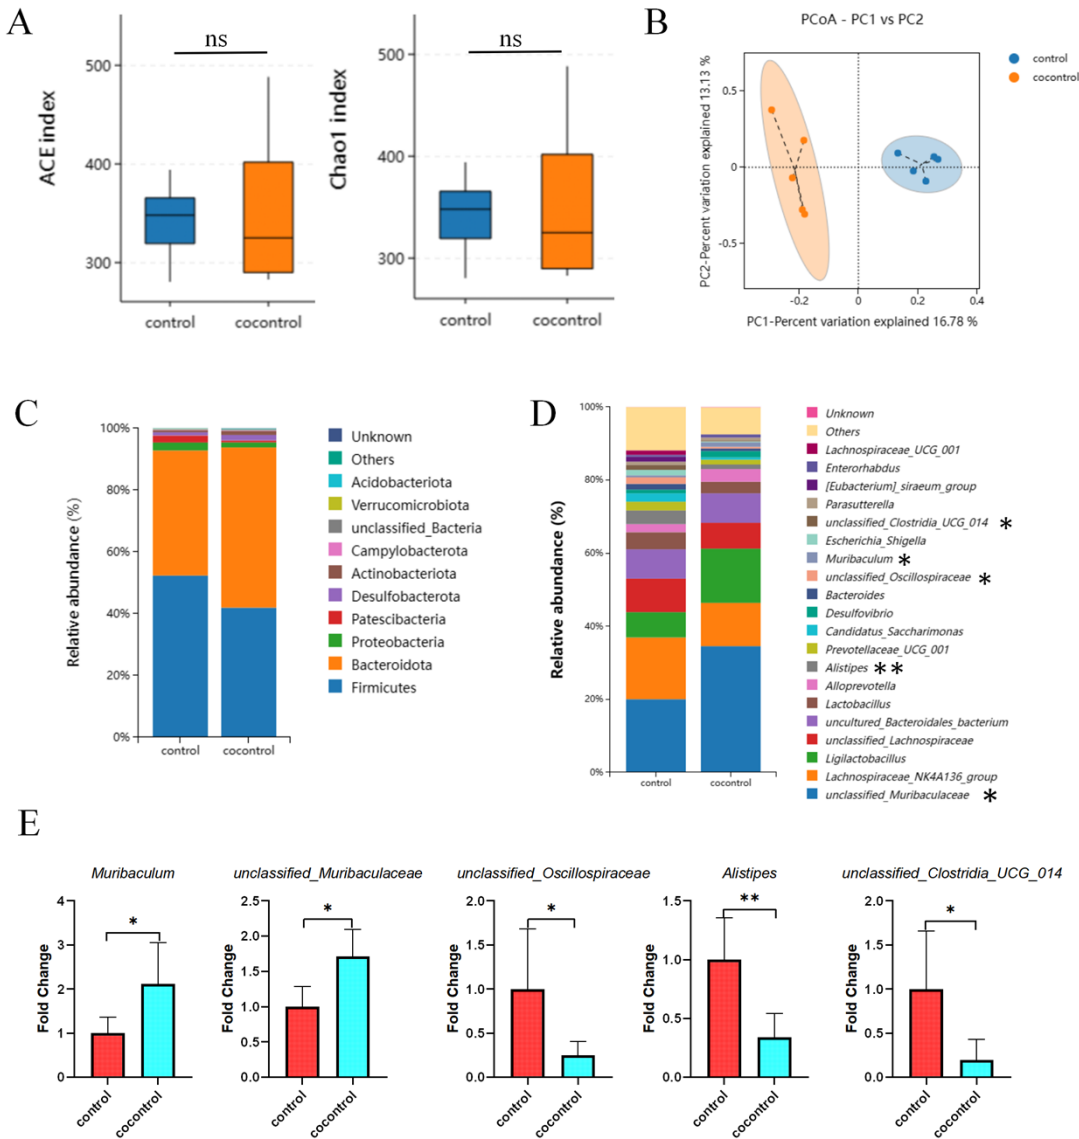 A
ns
ACE index
500
400
300
control
cocontrol
ns
Chao1 index
500
400
300
control
cocontrol
B
PCoA - PC1 vs PC2
control
cocontrol
PC2-Percent variation explained 13.13 %
0.5
0
-0.5
-0.2
0
0.2
0.4
PC1-Percent variation explained 16.78 %
C
Relative abundance (%)
100%
80%
60%
40%
20%
0%
control
cocontrol
Unknown
Others
Acidobacteriota
Verrucomicrobiota
unclassified_Bacteria
Campylobacterota
Actinobacteriota
Desulfobacterota
Patescibacteria
Proteobacteria
Bacteroidota
Firmicutes
D
Relative abundance (%)
100%
80%
60%
40%
20%
0%
control
cocontrol
Unknown
Others
Lachnospiraceae_UCG_001
Enterorhabdus
[Eubacterium]_siraeum_group
Parasutterella
unclassified_Clostridia_UCG_014 *
Escherichia_Shigella
Muribaculum *
unclassified_Oscillospiraceae *
Bacteroides
Desulfovibrio
Candidatus_Saccharimonas
Prevotellaceae_UCG_001
Alistipes **
Alloprevotella
Lactobacillus
uncultured_Bacteroidales_bacterium
unclassified_Lachnospiraceae
Ligilactobacillus
Lachnospiraceae_NK4A136_group
unclassified_Muribaculaceae *
E
Muribaculum
Fold Change
4
3
2
1
0
*
control
cocontrol
unclassified_Muribaculaceae
Fold Change
2.5
2.0
1.5
1.0
0.5
0.0
*
control
cocontrol
unclassified_Oscillospiraceae
Fold Change
2.0
1.5
1.0
0.5
0.0
*
control
cocontrol
Alistipes
Fold Change
1.5
1.0
0.5
0.0
**
control
cocontrol
unclassified_Clostridia_UCG_014
Fold Change
2.0
1.5
1.0
0.5
0.0
*
control
cocontrol